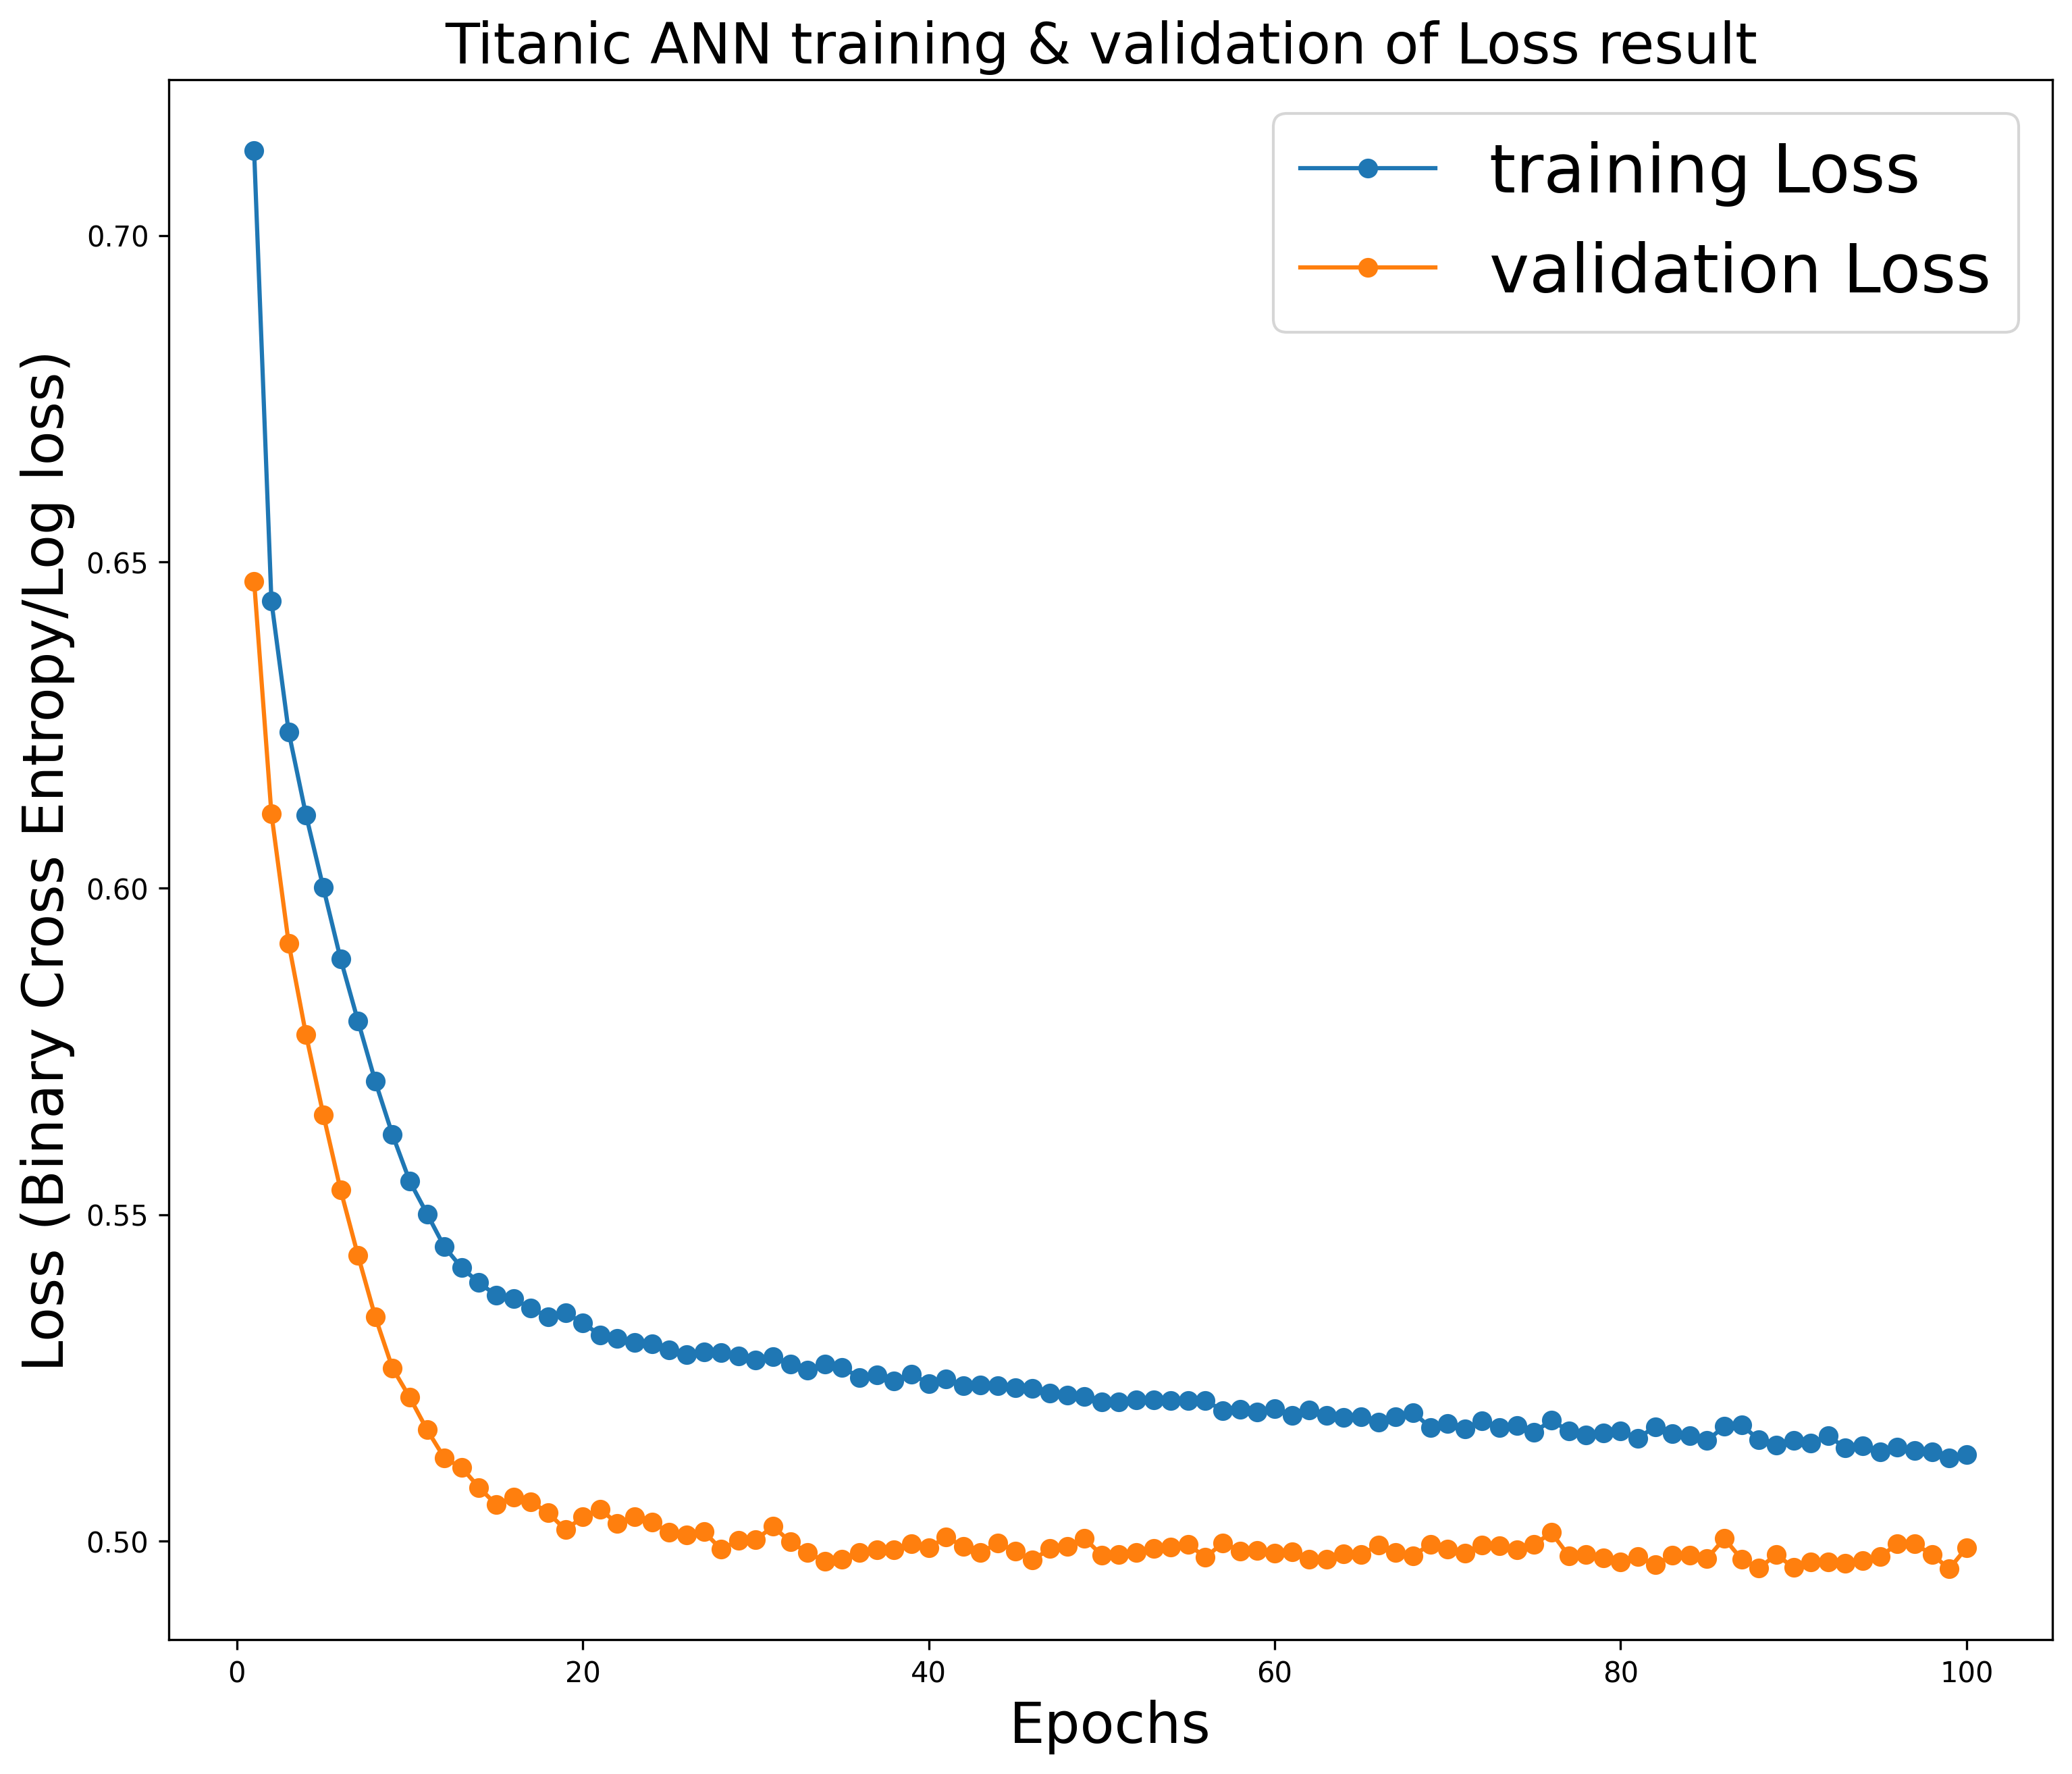 Titanic ANN training & validation of Loss result
training Loss
validation Loss
Loss (Binary Cross Entropy/Log loss)
0.70
0.65
0.60
0.55
0.50
0
20
40
60
80
100
Epochs